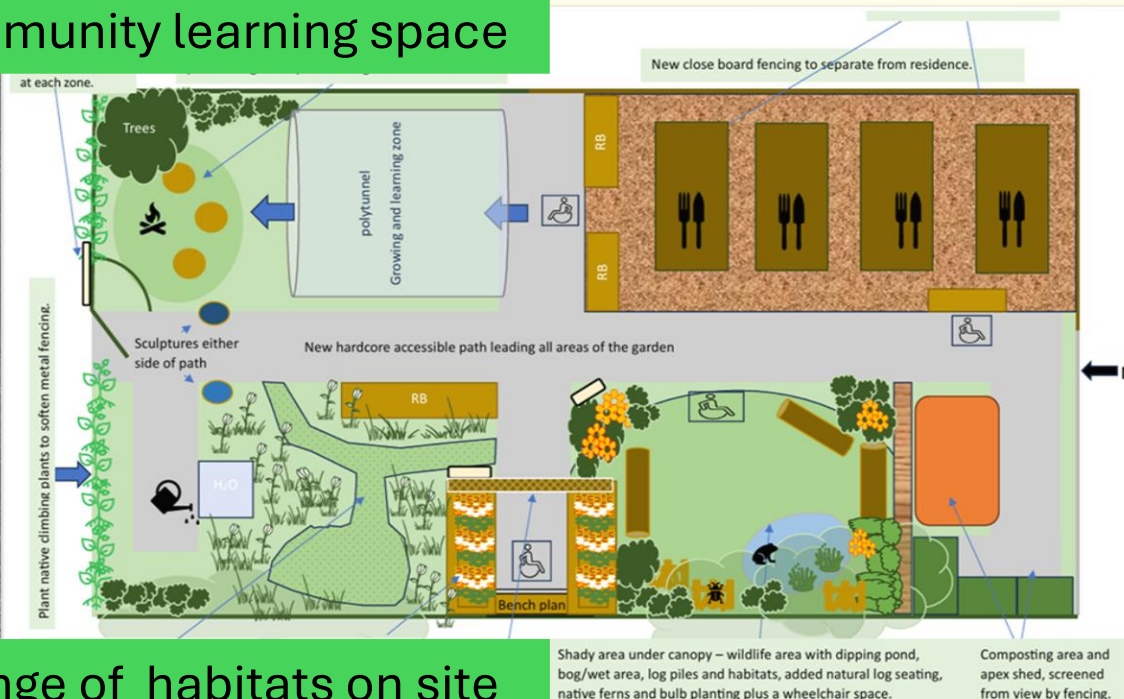 munity learning space
at each zone.
New close board fencing to separate from residence.
Trees
polytunnel
Growing and learning zone
RB
RB
Plant native climbing plants to soften metal fencing.
Sculptures either
side of path
New hardcore accessible path leading all areas of the garden
RB
H₂O
Bench plan
nge of habitats on site
Shady area under canopy – wildlife area with dipping pond,
bog/wet area, log piles and habitats, added natural log seating,
native ferns and bulb planting plus a wheelchair space.
Composting area and
apex shed, screened
from view by fencing.